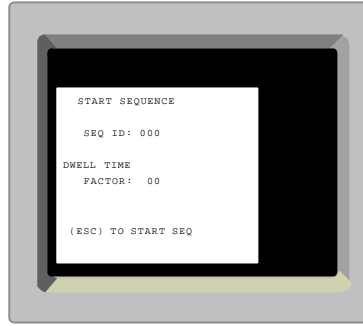 START SEQUENCE
SEQ ID: 000
DWELL TIME
FACTOR: 00
(ESC) TO START SEQ